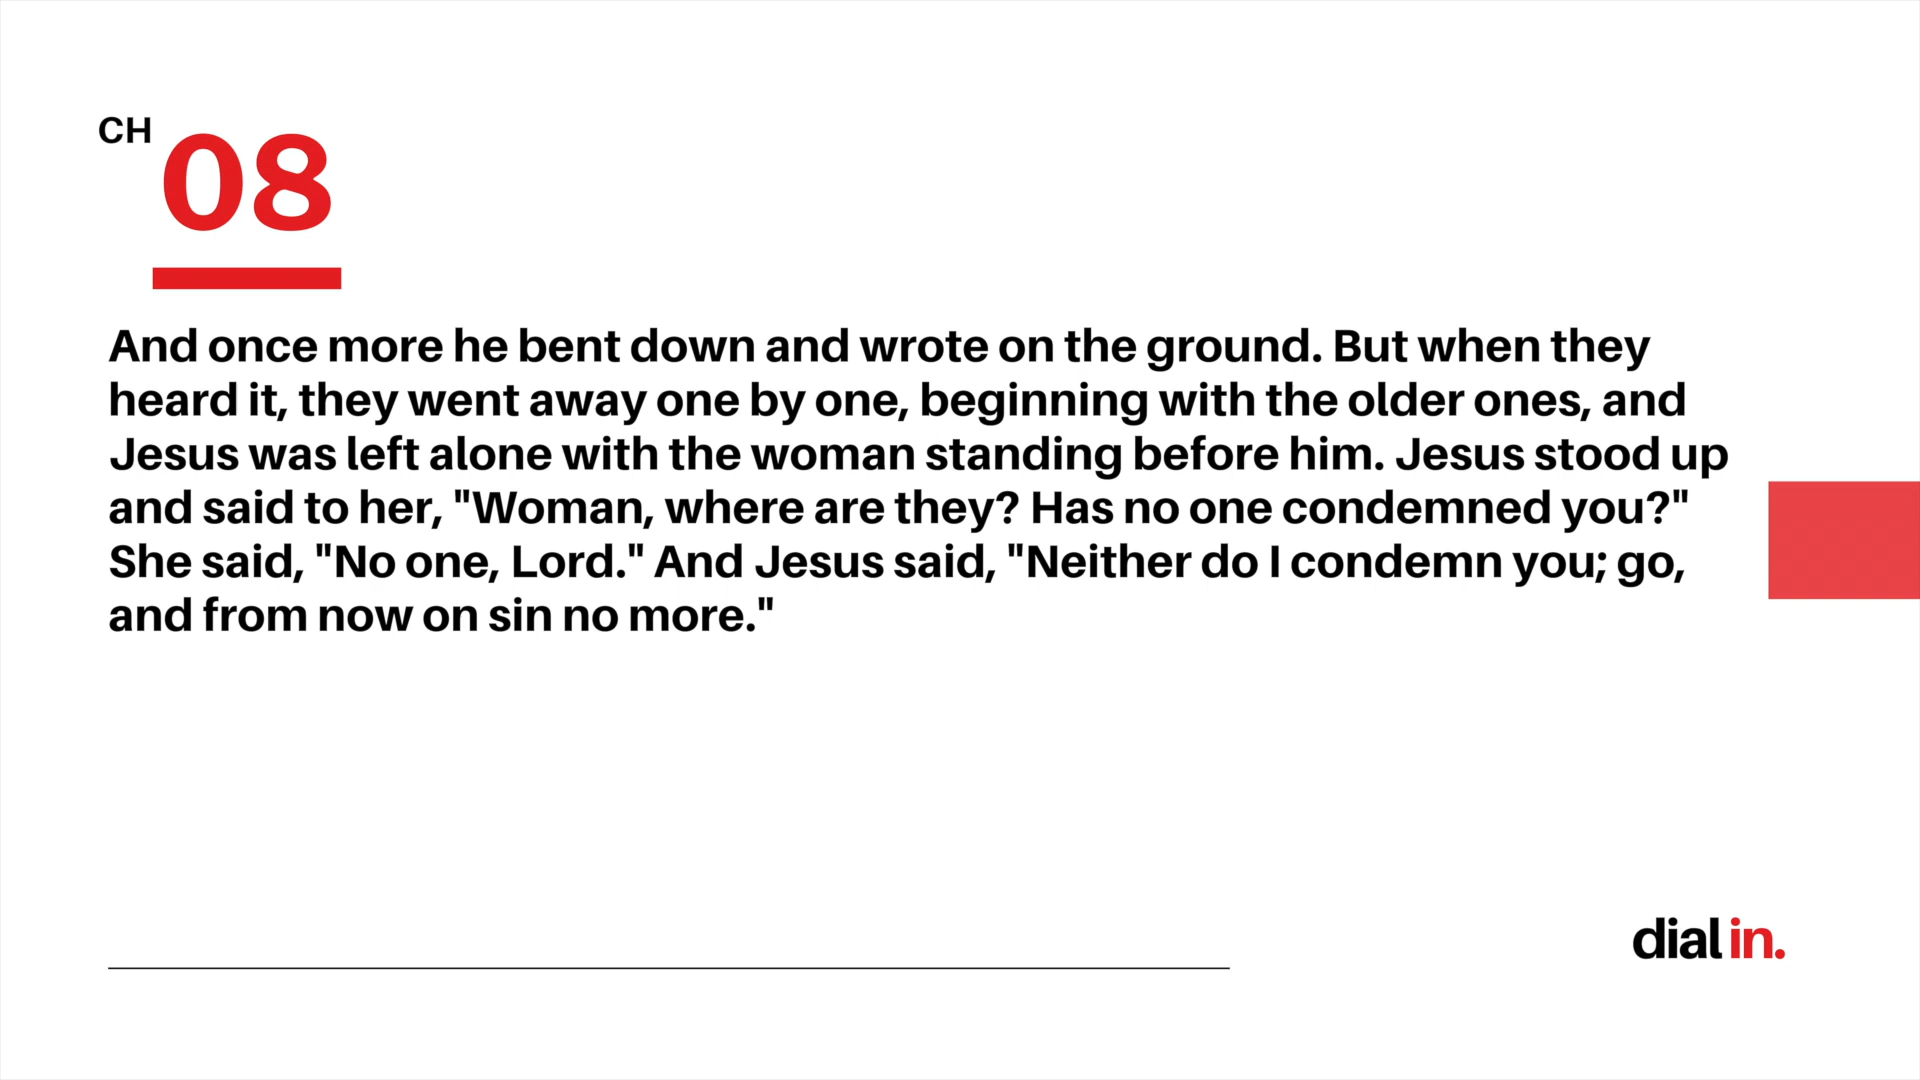 CH
08
And once more he bent down and wrote on the ground. But when they
heard it, they went away one by one, beginning with the older ones, and
Jesus was left alone with the woman standing before him. Jesus stood up
and said to her, "Woman, where are they? Has no one condemned you?"
She said, "No one, Lord." And Jesus said, "Neither do I condemn you; go,
and from now on sin no more."
dial in.